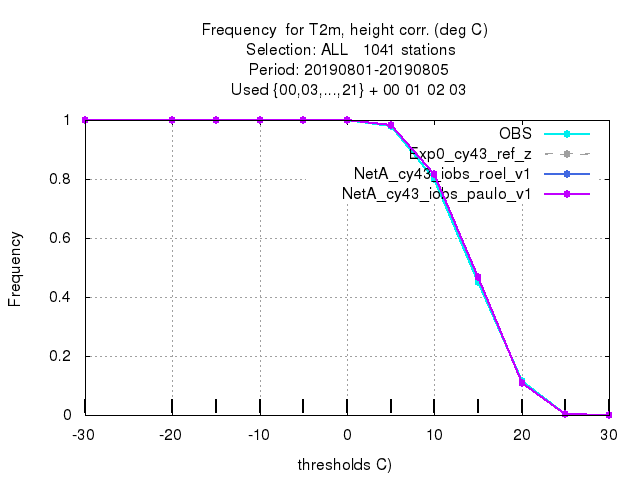 Frequency  for T2m, height corr. (deg C)
Selection: ALL   1041 stations
Period: 20190801-20190805
Used {00,03,...,21} + 00 01 02 03
OBS
Exp0_cy43_ref_z
NetA_cy43_iobs_roel_v1
NetA_cy43_iobs_paulo_v1
Frequency
1
0.8
0.6
0.4
0.2
0
-30 -20 -10 0 10 20 30
thresholds C)